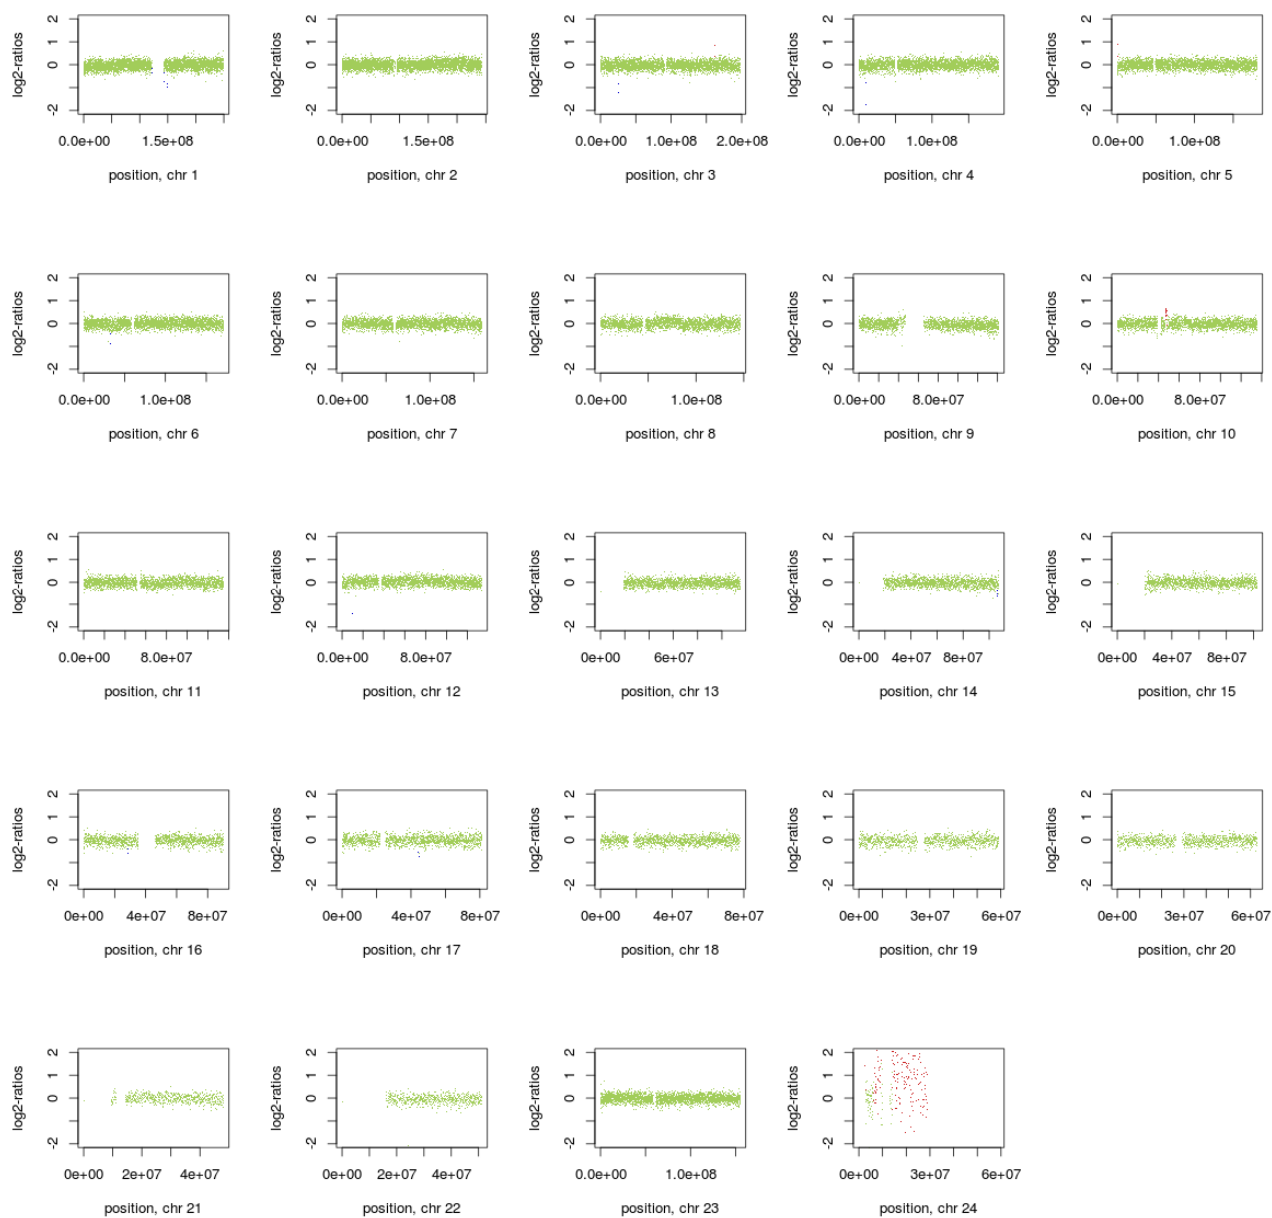 log2-ratios
2
1
0
-2
0.0e+00 1.5e+08
position, chr 1
log2-ratios
2
1
0
-2
0.0e+00 1.5e+08
position, chr 2
log2-ratios
2
1
0
-2
0.0e+00 1.0e+08 2.0e+08
position, chr 3
log2-ratios
2
1
0
-2
0.0e+00 1.0e+08
position, chr 4
log2-ratios
2
1
0
-2
0.0e+00 1.0e+08
position, chr 5
log2-ratios
2
1
0
-2
0.0e+00 1.0e+08
position, chr 6
log2-ratios
2
1
0
-2
0.0e+00 1.0e+08
position, chr 7
log2-ratios
2
1
0
-2
0.0e+00 1.0e+08
position, chr 8
log2-ratios
2
1
0
-2
0.0e+00 8.0e+07
position, chr 9
log2-ratios
2
1
0
-2
0.0e+00 8.0e+07
position, chr 10
log2-ratios
2
1
0
-2
0.0e+00 8.0e+07
position, chr 11
log2-ratios
2
1
0
-2
0.0e+00 8.0e+07
position, chr 12
log2-ratios
2
1
0
-2
0e+00 6e+07
position, chr 13
log2-ratios
2
1
0
-2
0e+00 4e+07 8e+07
position, chr 14
log2-ratios
2
1
0
-2
0e+00 4e+07 8e+07
position, chr 15
log2-ratios
2
1
0
-2
0e+00 4e+07 8e+07
position, chr 16
log2-ratios
2
1
0
-2
0e+00 4e+07 8e+07
position, chr 17
log2-ratios
2
1
0
-2
0e+00 4e+07 8e+07
position, chr 18
log2-ratios
2
1
0
-2
0e+00 3e+07 6e+07
position, chr 19
log2-ratios
2
1
0
-2
0e+00 3e+07 6e+07
position, chr 20
log2-ratios
2
1
0
-2
0e+00 2e+07 4e+07
position, chr 21
log2-ratios
2
1
0
-2
0e+00 2e+07 4e+07
position, chr 22
log2-ratios
2
1
0
-2
0.0e+00 1.0e+08
position, chr 23
log2-ratios
2
1
0
-2
0e+00 3e+07 6e+07
position, chr 24